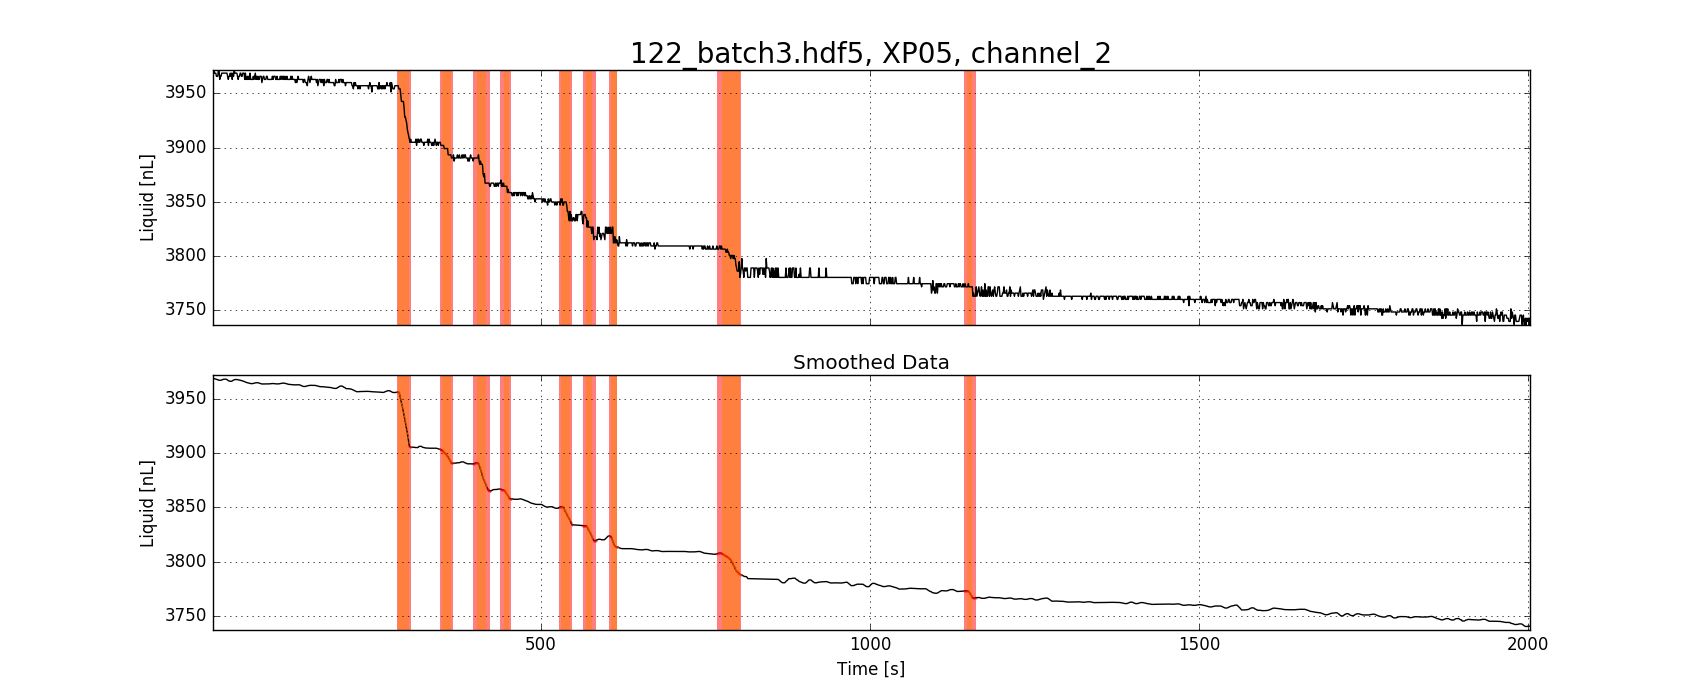 122_batch3.hdf5, XP05, channel_2
3950
3900
3850
3800
3750
Liquid [nL]
Smoothed Data
3950
3900
3850
3800
3750
Liquid [nL]
500
1000
1500
2000
Time [s]